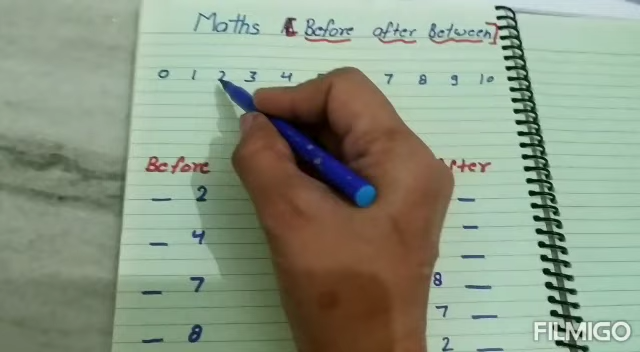 Maths [Before after Between]
0 1 2 3 4 7 8 9 10
Before
_ 2 _
_ 4 _
_
_ 7 8 _
7 _
_ 8 2 _
FILMIGO